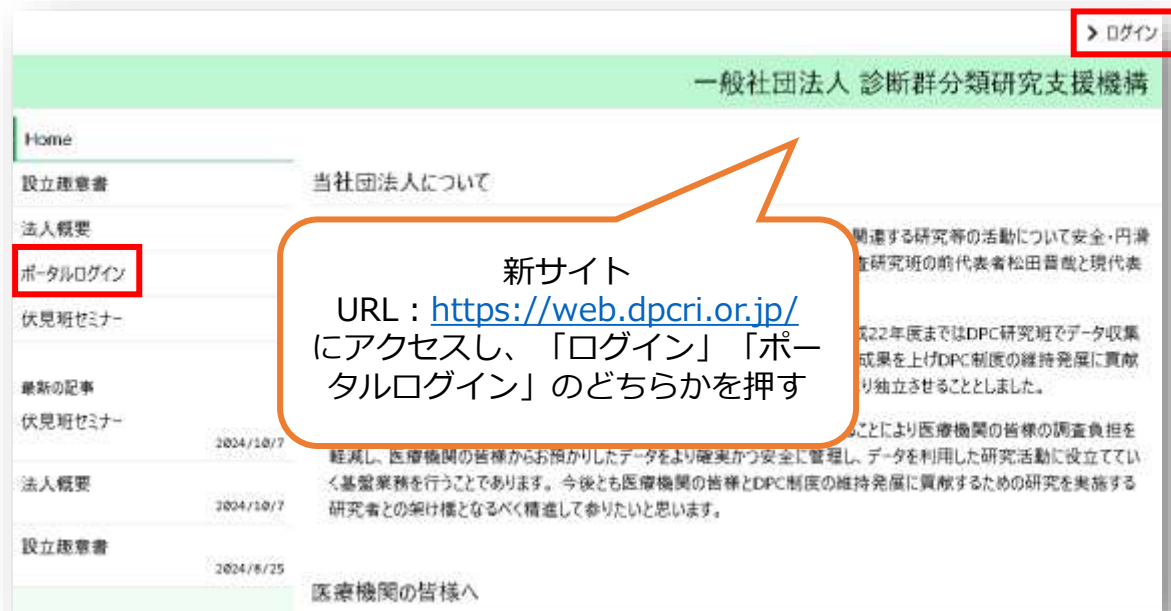 ログイン
一般社団法人 診断群分類研究支援機構
Home
設立趣意書
法人概要
ポータルログイン
伏見班セミナー
最新の記事
伏見班セミナー
2024/10/7
法人概要
2024/10/7
設立趣意書
2024/6/25
当社団法人について
関連する研究等の活動について安全・円滑
査研究班の前代表者松田晋哉と現代表
成22年度まではDPC研究班でデータ収集
成果を上げDPC制度の維持発展に貢献
り独立させることとしました。
ことにより医療機関の皆様の調査負担を
軽減し、医療機関の皆様からお預かりしたデータをより確実かつ安全に管理し、データを利用した研究活動に役立ててい
く基盤業務を行うことであります。今後とも医療機関の皆様とDPC制度の維持発展に貢献するための研究を実施する
研究者との架け橋となるべく精進して参りたいと思います。
医療機関の皆様へ
新サイト
URL：https://web.dpcri.or.jp/
にアクセスし、「ログイン」「ポー
タルログイン」のどちらかを押す